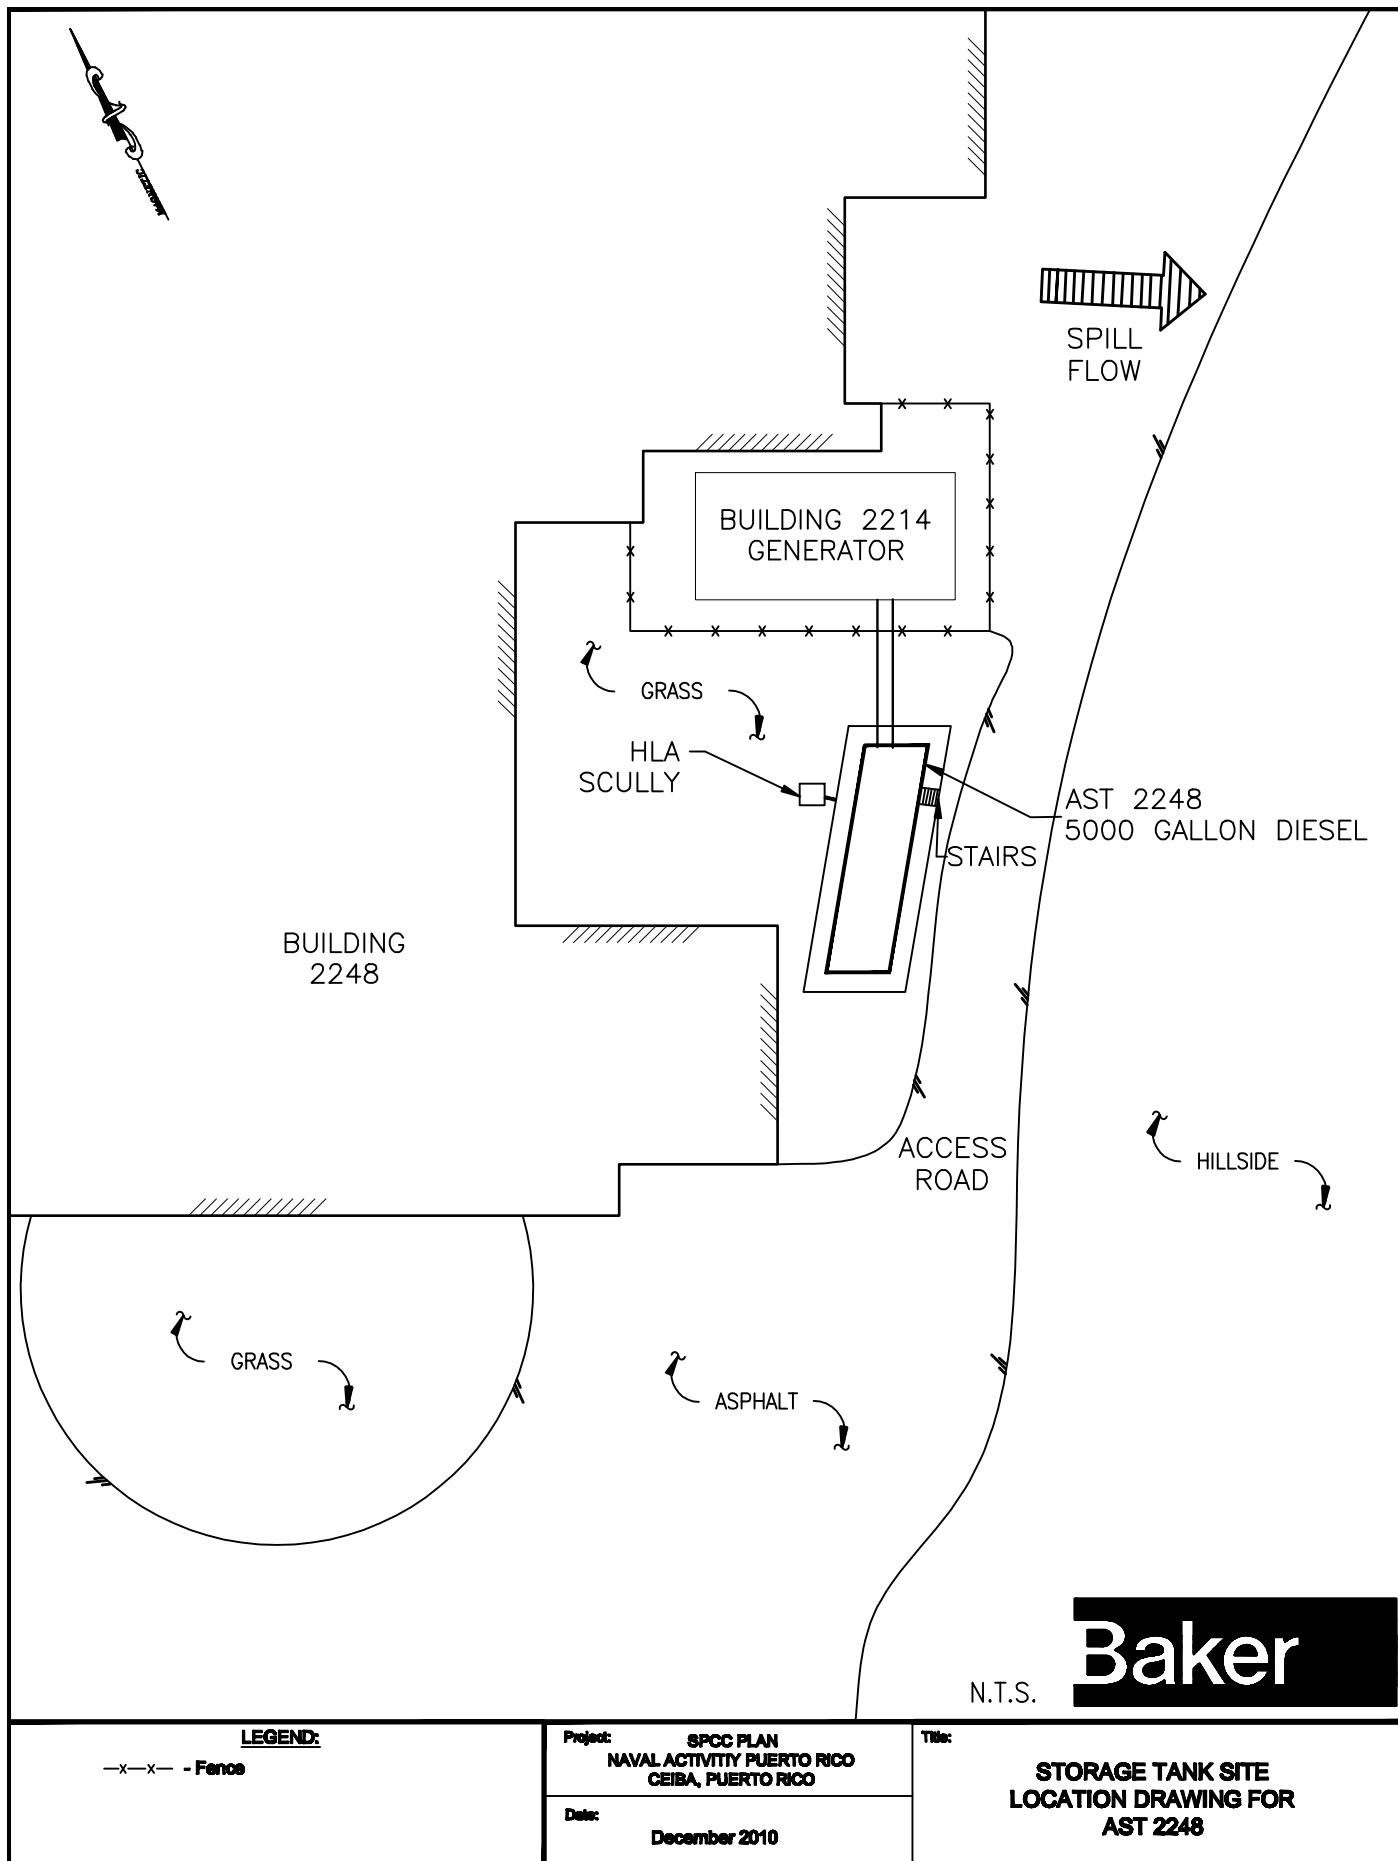 MAGNETIC
SPILL
FLOW
BUILDING 2214
GENERATOR
GRASS
HLA
SCULLY
AST 2248
5000 GALLON DIESEL
STAIRS
BUILDING
2248
ACCESS
ROAD
HILLSIDE
GRASS
ASPHALT
Baker
N.T.S.
LEGEND:
—x—x— - Fence
Project:
SPCC PLAN
NAVAL ACTIVITIY PUERTO RICO
CEIBA, PUERTO RICO
Date:
December 2010
Title:
STORAGE TANK SITE
LOCATION DRAWING FOR
AST 2248